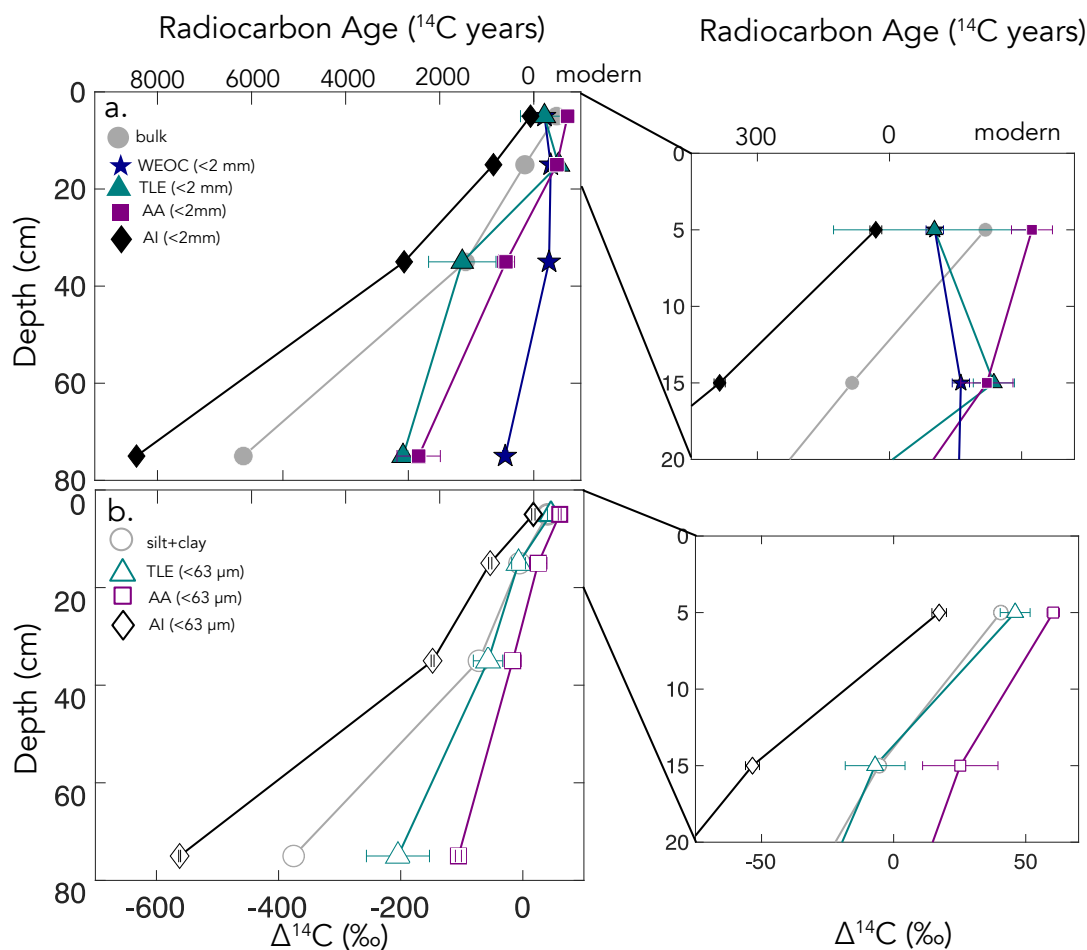 Radiocarbon Age (¹⁴C years)
8000 6000 4000 2000 0 modern
a.
bulk
WEOC (<2 mm)
TLE (<2 mm)
AA (<2mm)
AI (<2mm)
0
20
40
60
80
Depth (cm)
Radiocarbon Age (¹⁴C years)
300 0 modern
0
5
10
15
20
b.
silt+clay
TLE (<63 µm)
AA (<63 µm)
AI (<63 µm)
0
20
40
60
80
Depth (cm)
-600 -400 -200 0
Δ¹⁴C (‰)
0
5
10
15
20
-50 0 50
Δ¹⁴C (‰)